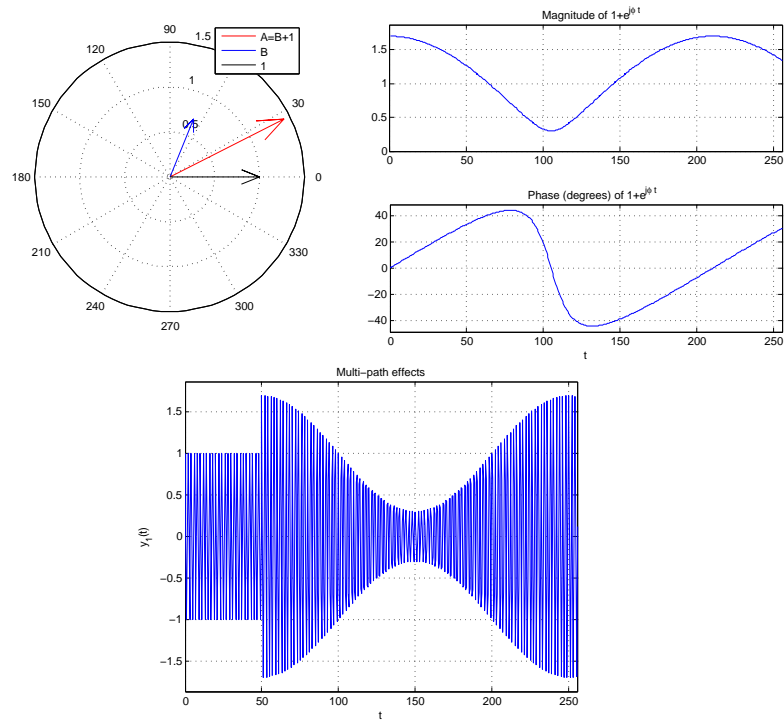 90
120
60
1.5
A=B+1
B
1
1
150
30
0.5
180
0
210
330
240
300
270
Magnitude of 1+e^{jϕ t}
1.5
1
0.5
0
0 50 100 150 200 250
Phase (degrees) of 1+e^{jϕ t}
40
20
0
−20
−40
0 50 100 150 200 250
t
Multi−path effects
1.5
1
0.5
0
−0.5
−1
−1.5
y_1(t)
0 50 100 150 200 250
t